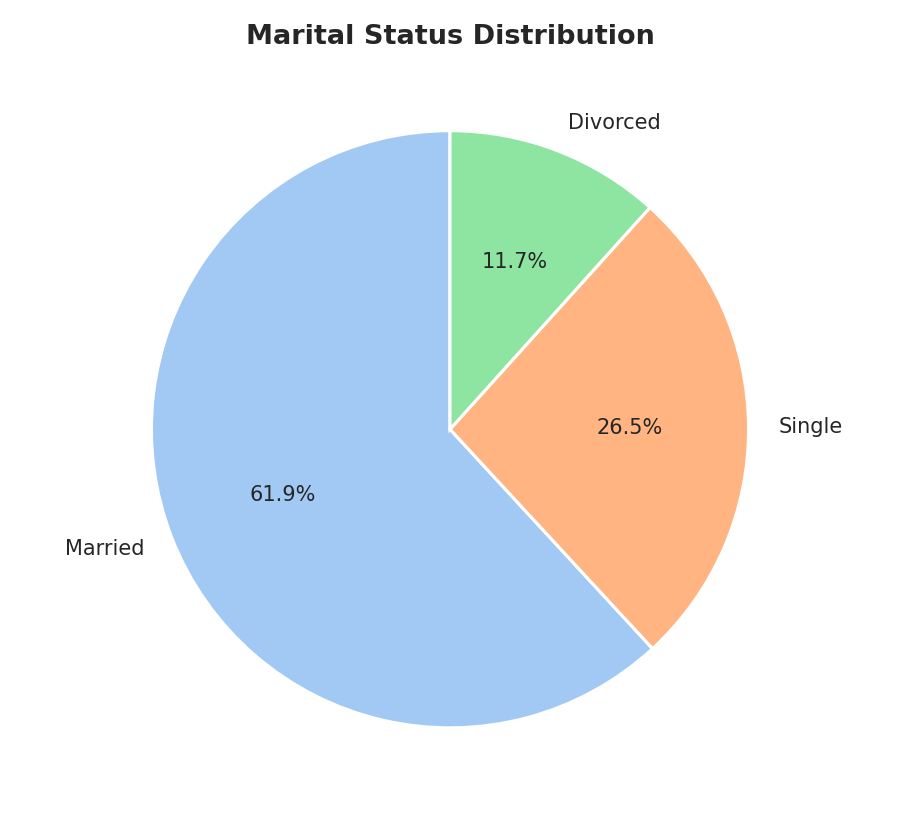 Marital Status Distribution
Divorced
11.7%
26.5%
Single
61.9%
Married